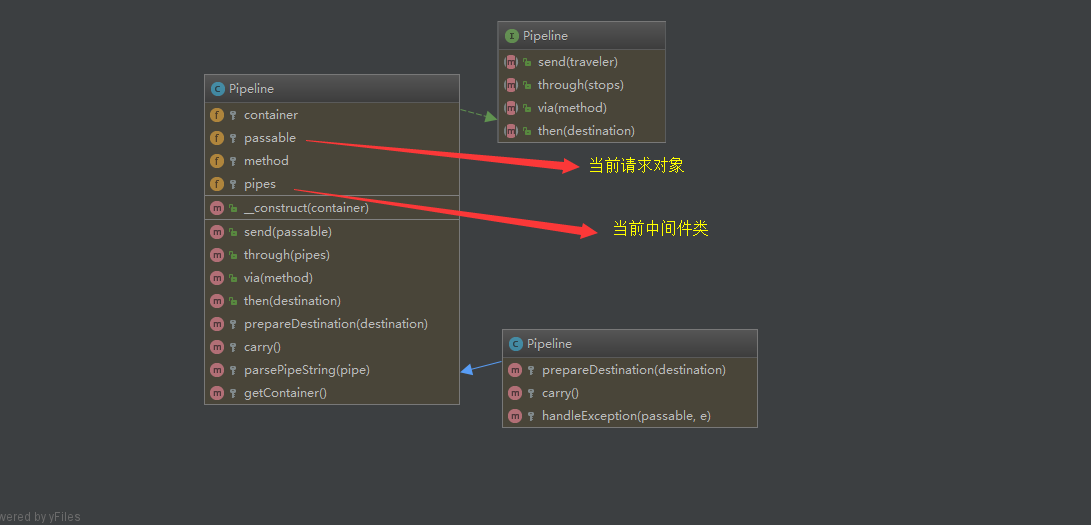 Pipeline
container
passable
method
pipes
__construct(container)
send(passable)
through(pipes)
via(method)
then(destination)
prepareDestination(destination)
carry()
parsePipeString(pipe)
getContainer()
Pipeline
send(traveler)
through(stops)
via(method)
then(destination)
当前请求对象
当前中间件类
Pipeline
prepareDestination(destination)
carry()
handleException(passable, e)
wered by yFiles